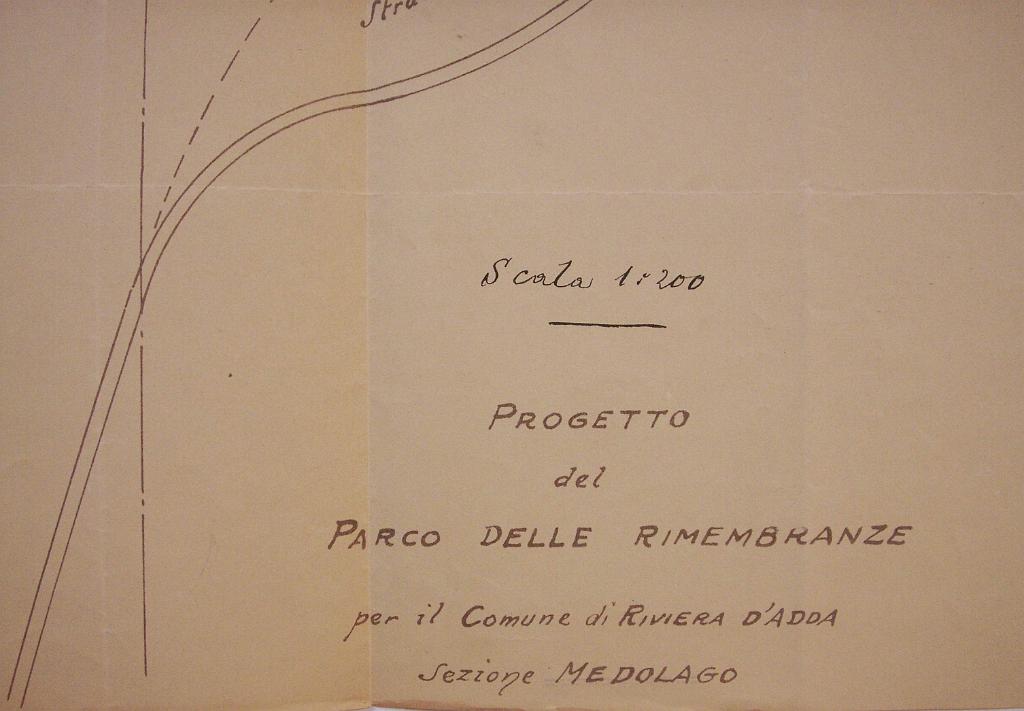 Scala 1:200
PROGETTO
del
PARCO DELLE RIMEMBRANZE
per il Comune di RIVIERA D'ADDA
Sezione MEDOLAGO